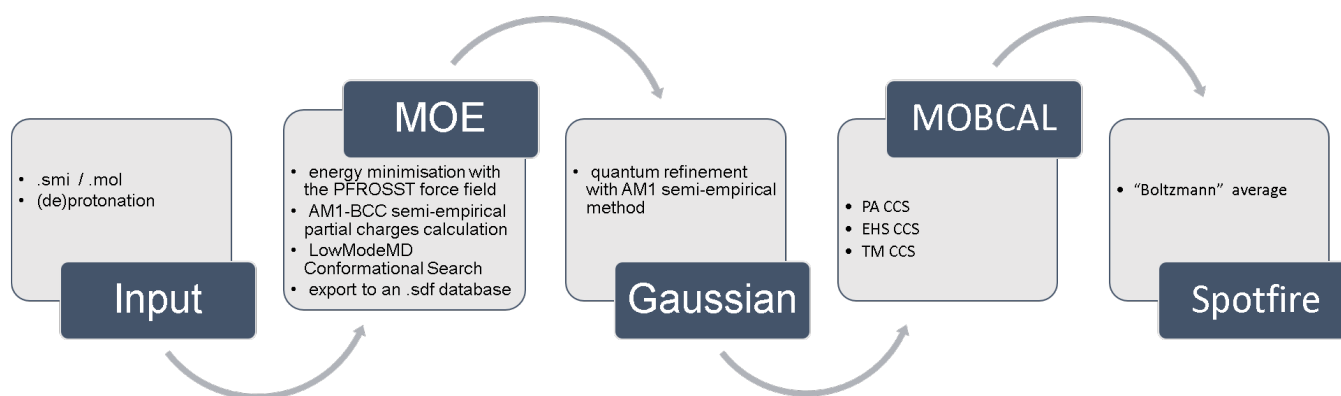 • .smi / .mol
• (de)protonation
Input
MOE
• energy minimisation with
the PFROSST force field
• AM1-BCC semi-empirical
partial charges calculation
• LowModeMD
Conformational Search
• export to an .sdf database
• quantum refinement
with AM1 semi-empirical
method
Gaussian
MOBCAL
• PA CCS
• EHS CCS
• TM CCS
• “Boltzmann” average
Spotfire